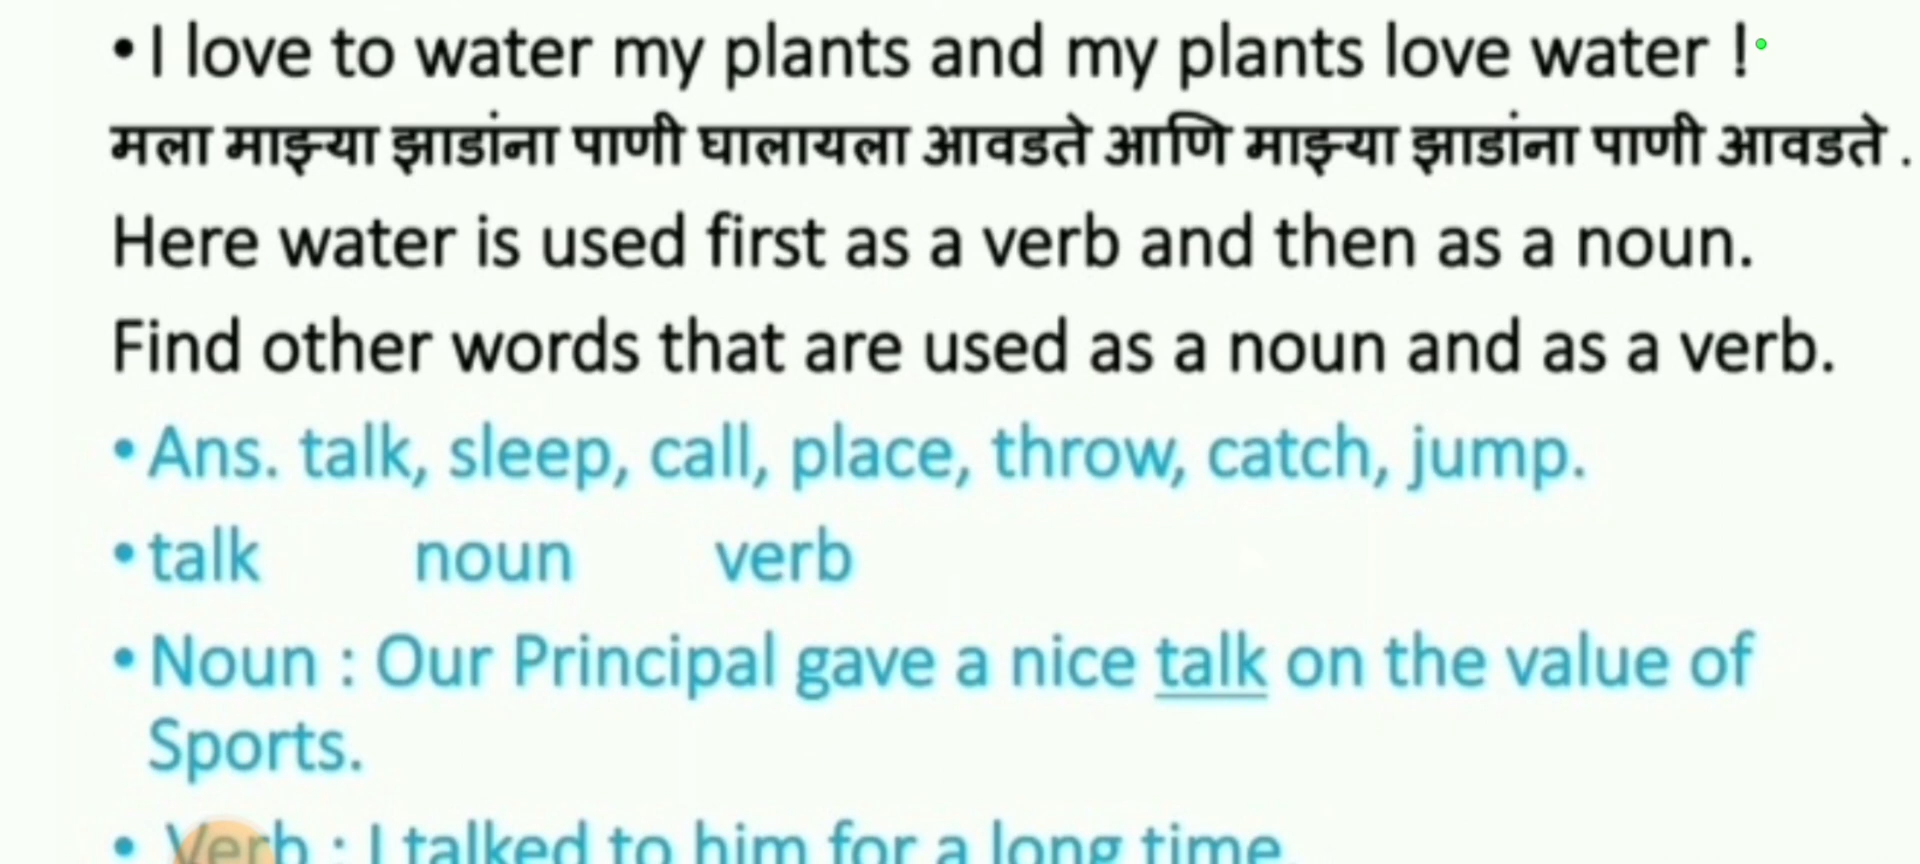 • I love to water my plants and my plants love water !
मला माझ्या झाडांना पाणी घालायला आवडते आणि माझ्या झाडांना पाणी आवडते .
Here water is used first as a verb and then as a noun.
Find other words that are used as a noun and as a verb.
• Ans. talk, sleep, call, place, throw, catch, jump.
• talk noun verb
• Noun : Our Principal gave a nice talk on the value of
Sports.
• Verb : I talked to him for a long time.